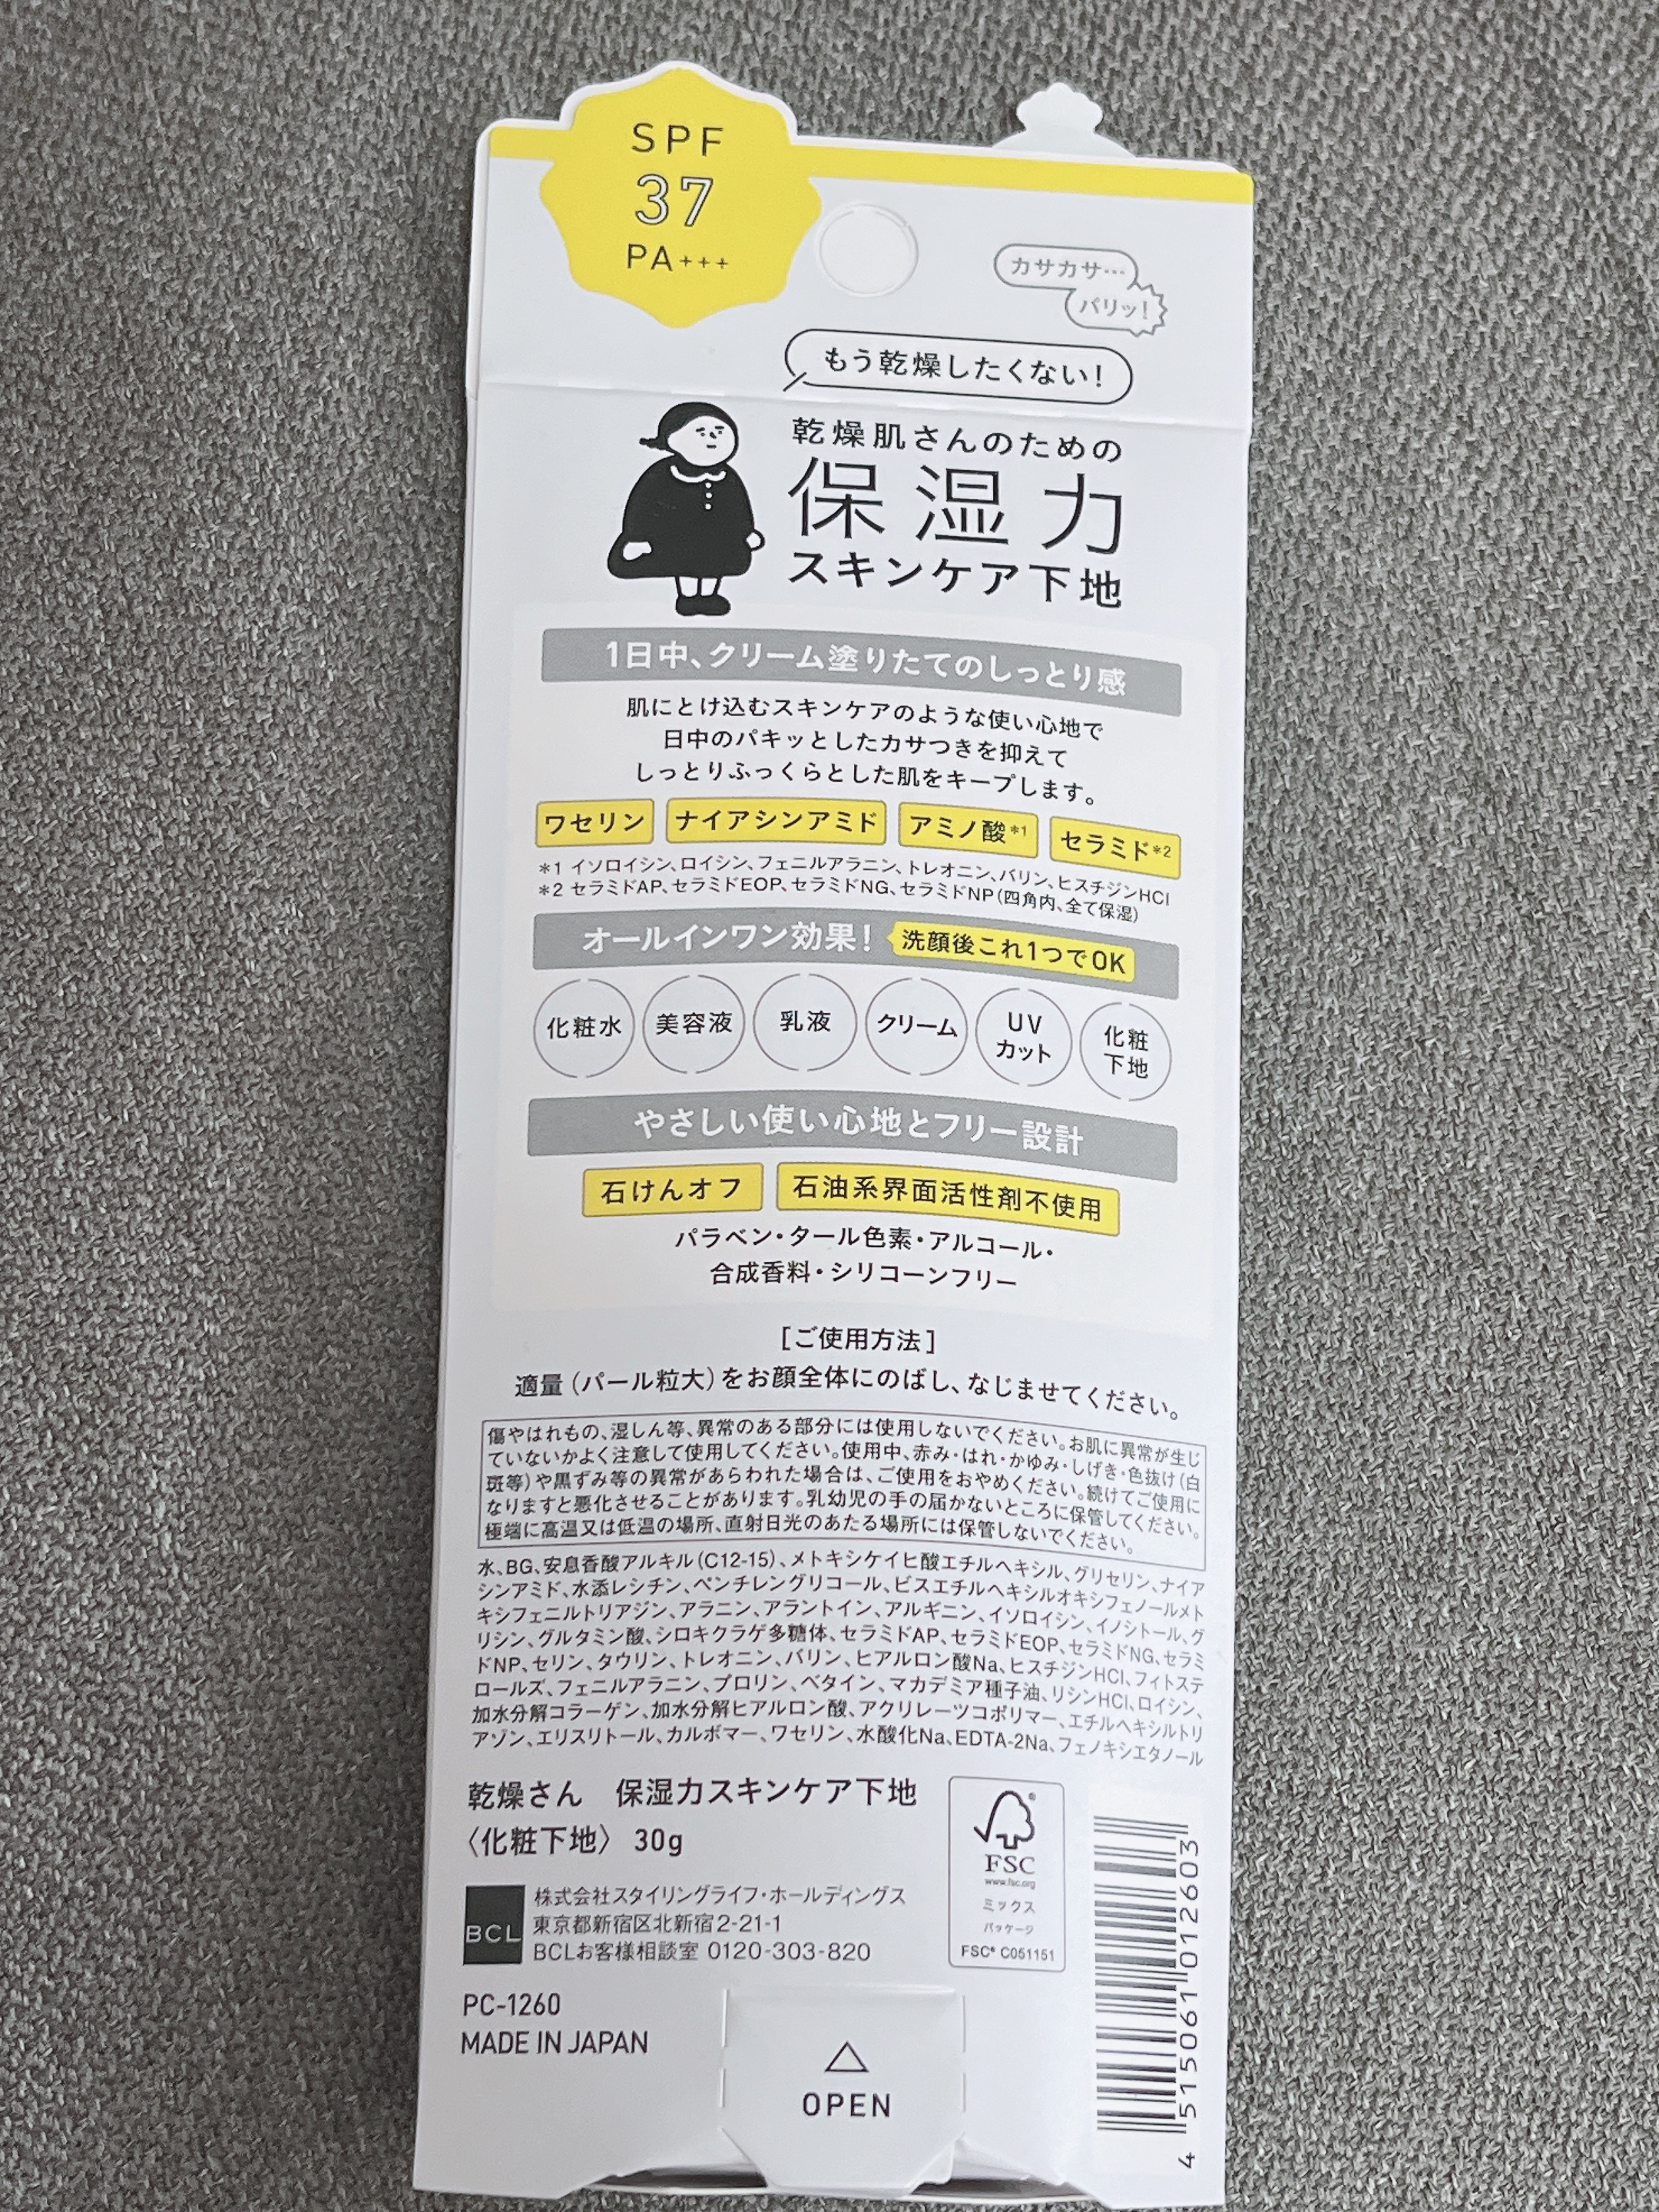 SPF
37
PA+++
カサカサ…
パリッ!
もう乾燥したくない!
乾燥肌さんのための
保湿力
スキンケア下地
1日中、クリーム塗りたてのしっとり感
肌にとけ込むスキンケアのような使い心地で
日中のパキッとしたカサつきを抑えて
しっとりふっくらとした肌をキープします。
ワセリン ナイアシンアミド アミノ酸*1 セラミド*2
*1 イソロイシン、ロイシン、フェニルアラニン、トレオニン、バリン、ヒスチジンHCl
*2 セラミドAP、セラミドEOP、セラミドNG、セラミドNP(四角内、全て保湿)
オールインワン効果! 洗顔後これ1つでOK
化粧水 美容液 乳液 クリーム UVカット 化粧下地
やさしい使い心地とフリー設計
石けんオフ 石油系界面活性剤不使用
パラベン・タール色素・アルコール・
合成香料・シリコーンフリー
[ご使用方法]
適量(パール粒大)をお顔全体にのばし、なじませてください。
傷やはれもの、湿しん等、異常のある部分には使用しないでください。お肌に異常が生じ
ていないかよく注意して使用してください。使用中、赤み・はれ・かゆみ・しげき・色抜け(白
斑等)や黒ずみ等の異常があらわれた場合は、ご使用をおやめください。続けてご使用に
なりますと悪化させることがあります。乳幼児の手の届かないところに保管してください。
極端に高温又は低温の場所、直射日光のあたる場所には保管しないでください。
水、BG、安息香酸アルキル(C12-15)、メトキシケイヒ酸エチルヘキシル、グリセリン、ナイア
シンアミド、水添レシチン、ペンチレングリコール、ビスエチルヘキシルオキシフェノールメト
キシフェニルトリアジン、アラニン、アラントイン、アルギニン、イソロイシン、イノシトール、グ
リシン、グルタミン酸、シロキクラゲ多糖体、セラミドAP、セラミドEOP、セラミドNG、セラミ
ドNP、セリン、タウリン、トレオニン、バリン、ヒアルロン酸Na、ヒスチジンHCl、フィトステ
ロールズ、フェニルアラニン、プロリン、ベタイン、マカデミア種子油、リシンHCl、ロイシン、
加水分解コラーゲン、加水分解ヒアルロン酸、アクリレーツコポリマー、エチルヘキシルトリ
アゾン、エリスリトール、カルボマー、ワセリン、水酸化Na、EDTA-2Na、フェノキシエタノール
乾燥さん 保湿力スキンケア下地
〈化粧下地〉 30g
BCL
株式会社スタイリングライフ・ホールディングス
東京都新宿区北新宿2-21-1
BCLお客様相談室 0120-303-820
PC-1260
MADE IN JAPAN
FSC
www.fsc.org
ミックス
パッケージ
FSC® C051151
OPEN
4 515061 012603